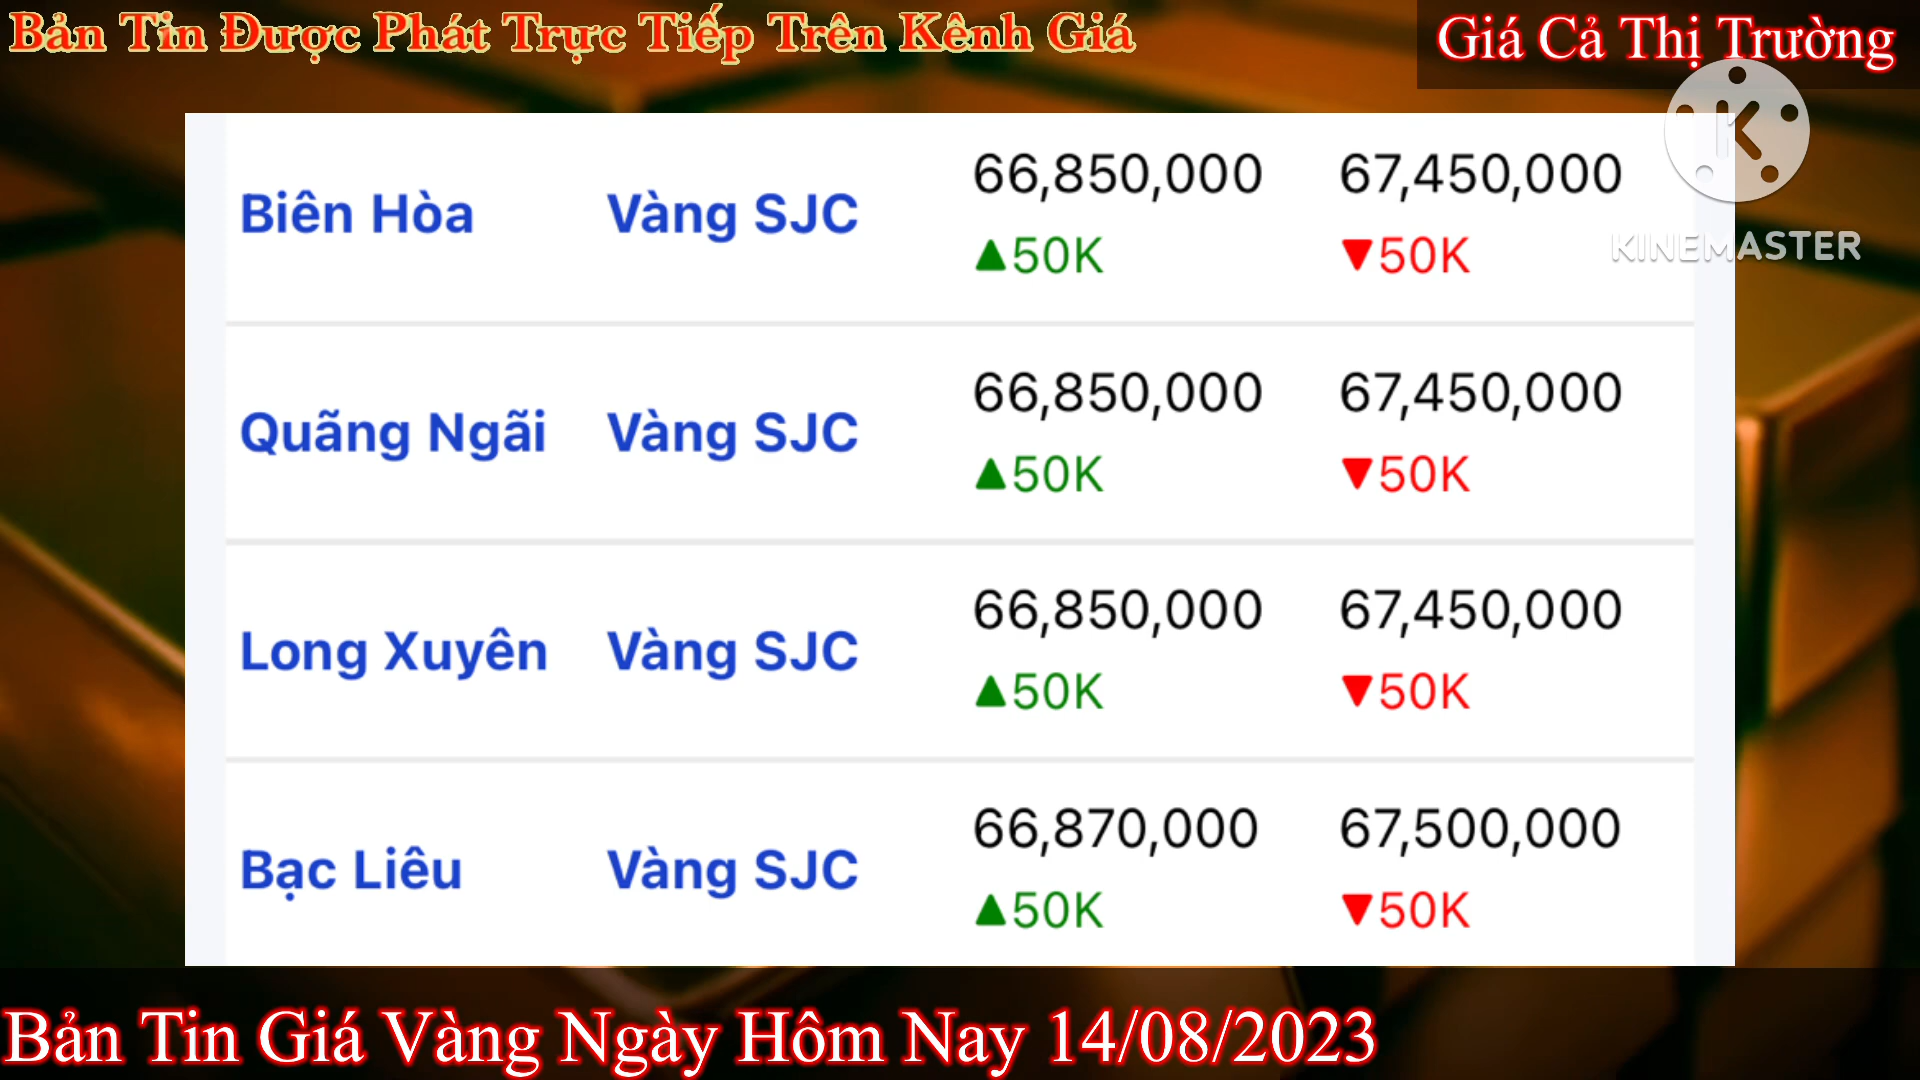 Bản Tin Được Phát Trực Tiếp Trên Kênh Giá
Giá Cả Thị Trường
KINEMASTER
Biên Hòa Vàng SJC 66,850,000 67,450,000
▲50K ▼50K
Quãng Ngãi Vàng SJC 66,850,000 67,450,000
▲50K ▼50K
Long Xuyên Vàng SJC 66,850,000 67,450,000
▲50K ▼50K
Bạc Liêu Vàng SJC 66,870,000 67,500,000
▲50K ▼50K
Bản Tin Giá Vàng Ngày Hôm Nay 14/08/2023